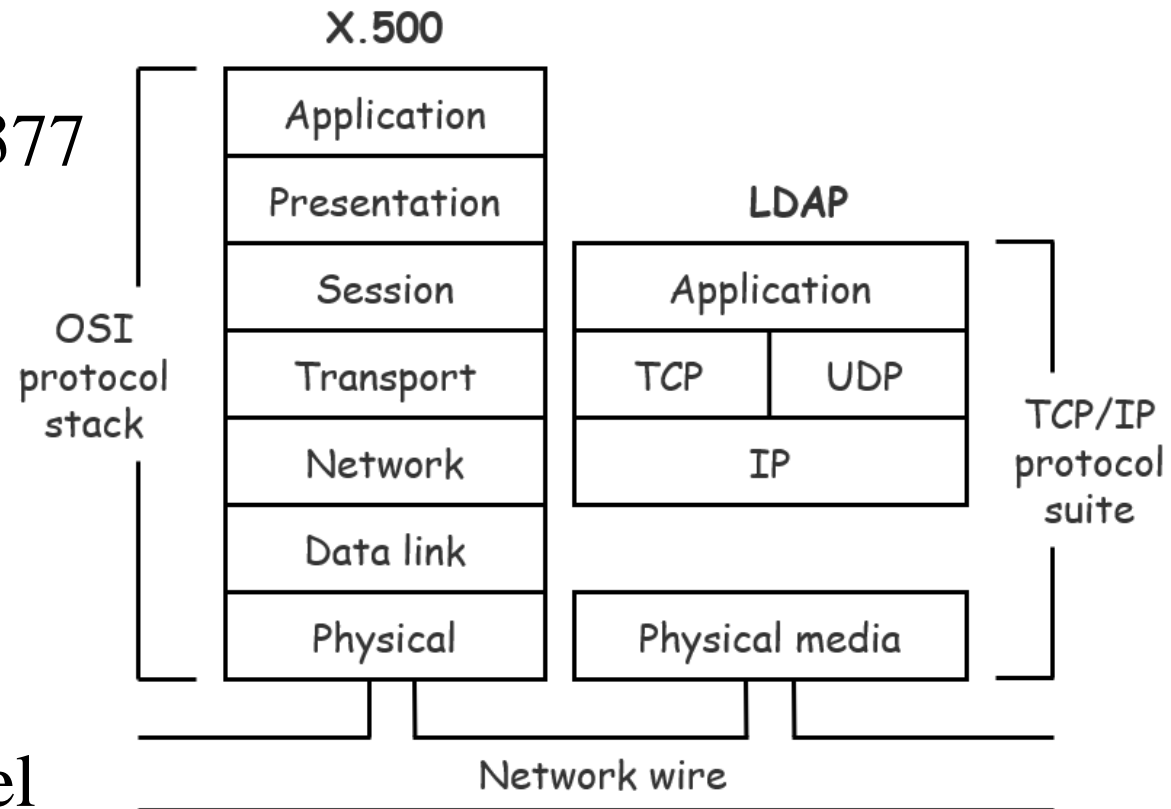 X.500
377
Application
Presentation
Session
Transport
Network
Data link
Physical
OSI
protocol
stack
LDAP
Application
TCP
UDP
IP
Physical media
TCP/IP
protocol
suite
Network wire
el